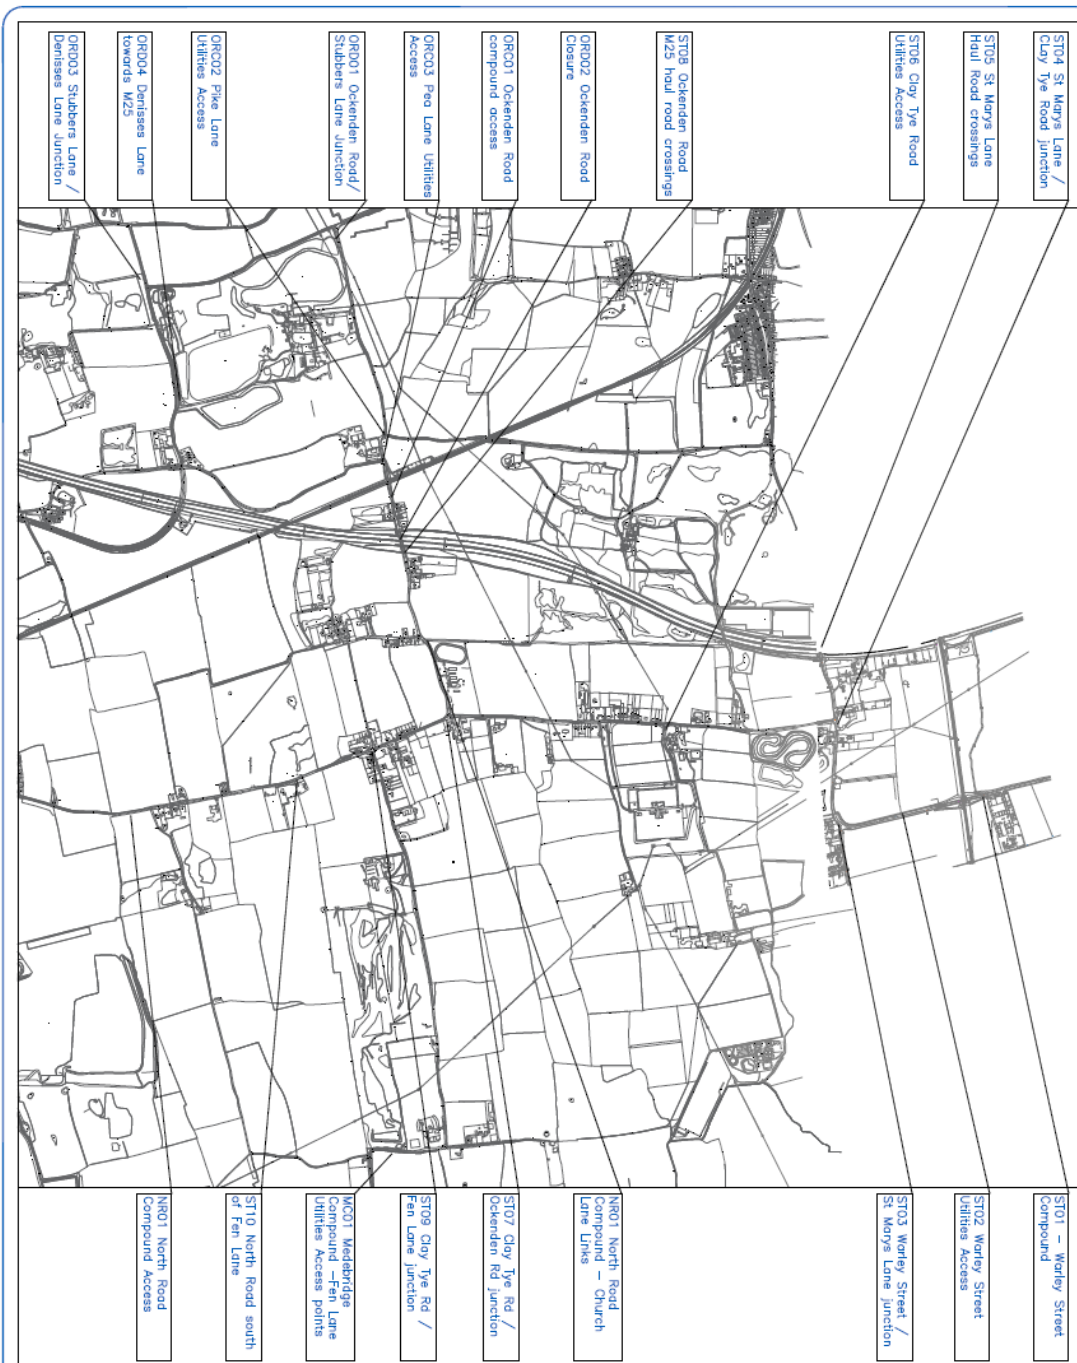 ST04 St Marys Lane /
CLay Tye Road junction
ST05 St Marys Lane
Haul Road crossings
ST06 Clay Tye Road
Utilities Access
ST08 Ockenden Road
M25 haul road crossings
ORD02 Ockenden Road
Closure
ORC01 Ockenden Road
compound access
ORC03 Pea Lane Utilities
Access
ORD01 Ockenden Road/
Stubbers Lane Junction
ORC02 Pike Lane
Utilities Access
ORD04 Denisses Lane
towards M25
ORD03 Stubers Lane /
Denisses Lane Junction
ST01 - Warley Street
Compound
ST02 Warley Street
Utilities Access
ST03 Warley Street /
St Marys Lane junction
NR01 North Road
Compound - Church
Lane Links
ST07 Clay Tye Rd /
Ockenden Rd junction
ST09 Clay Tye Rd /
Fen Lane junction
MC01 Medebridge
Compound -Fen Lane
Utilities Access points
ST10 North Road south
of Fen Lane
NR01 North Road
Compound Access